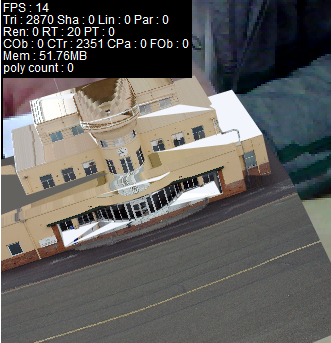 FPS : 14
Tri : 2870 Sha : 0 Lin : 0 Par : 0
Ren: 0 RT : 20 PT : 0
COb : 0 CTr : 2351 CPa : 0 FOb : 0
Mem : 51.76MB
poly count : 0